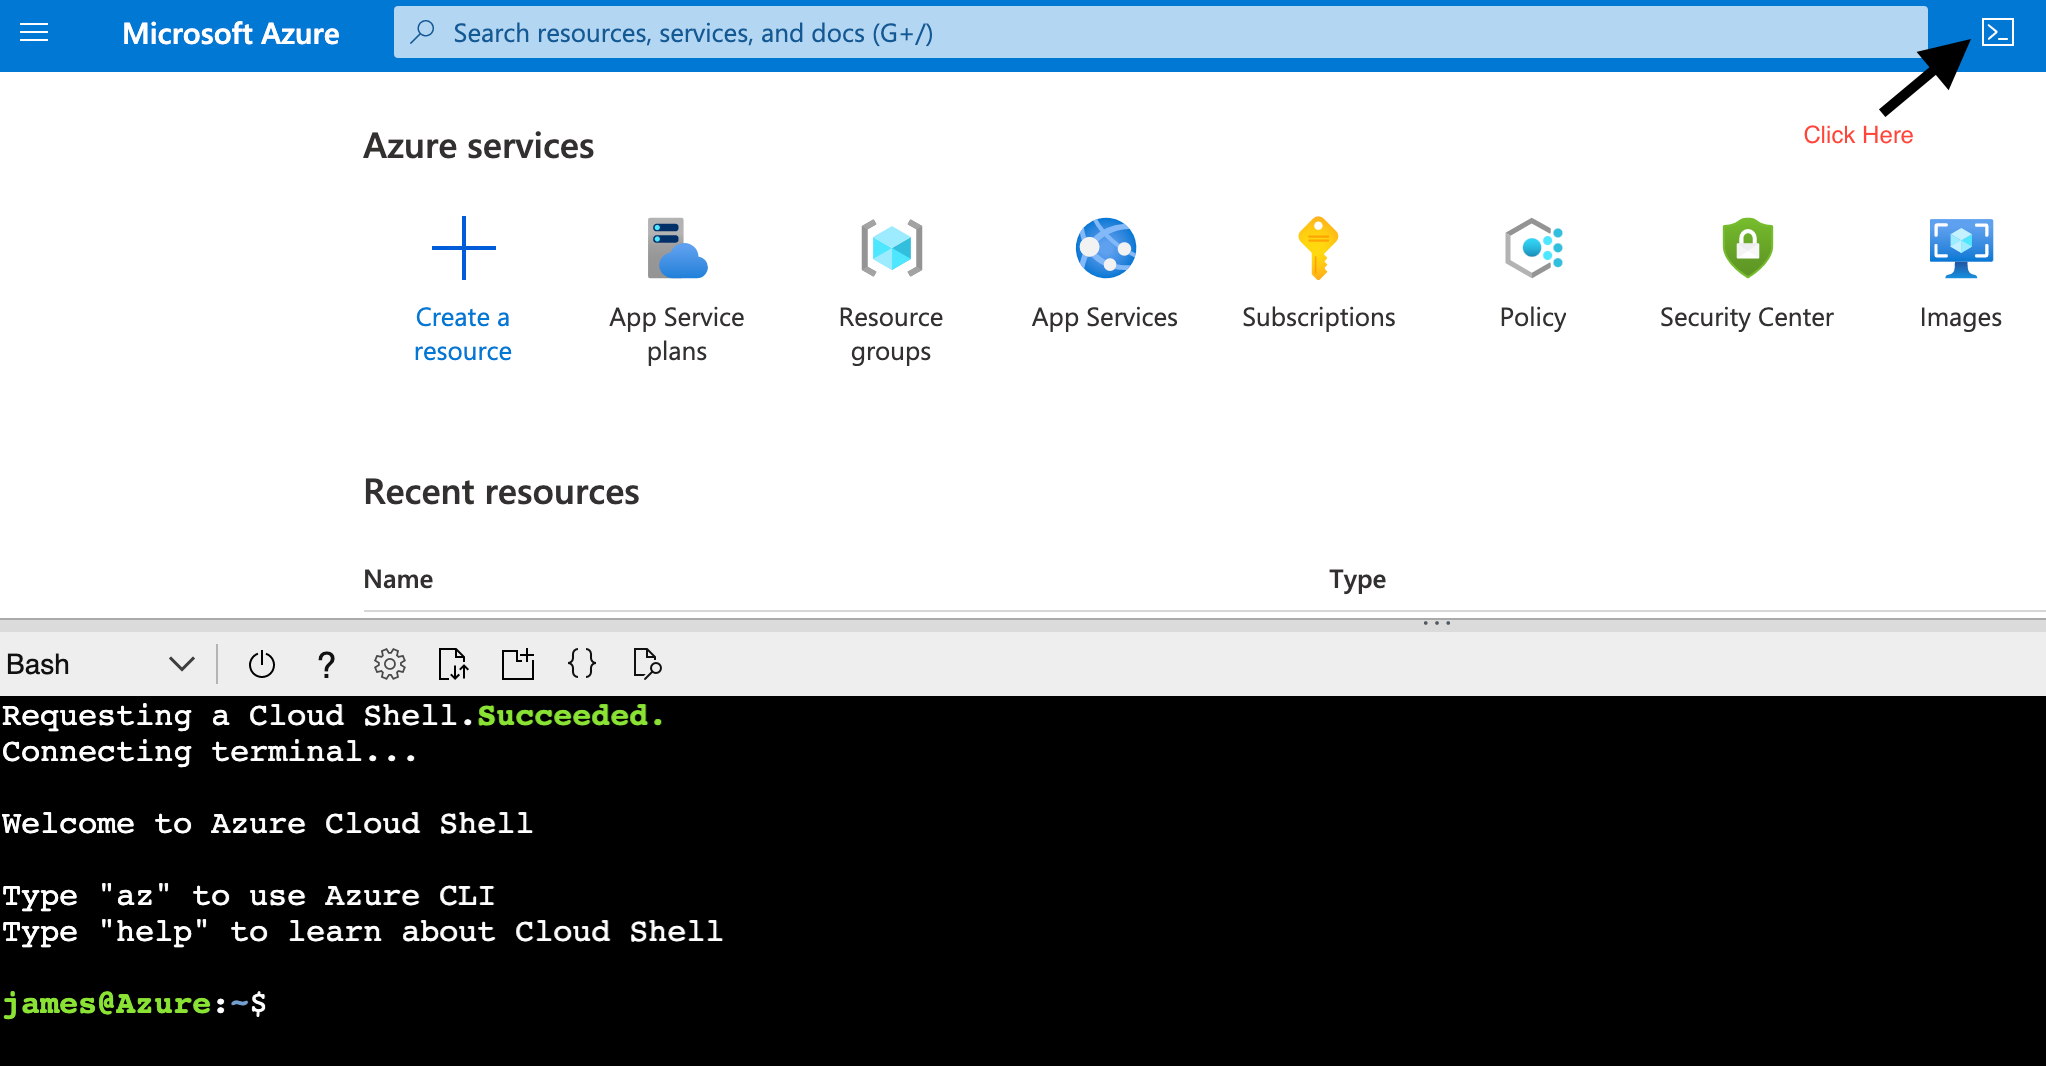 Microsoft Azure
Search resources, services, and docs (G+/)
Click Here
Azure services
Create a
resource
App Service
plans
Resource
groups
App Services
Subscriptions
Policy
Security Center
Images
Recent resources
Name
Type
Bash
Requesting a Cloud Shell.Succeeded.
Connecting terminal...
Welcome to Azure Cloud Shell
Type "az" to use Azure CLI
Type "help" to learn about Cloud Shell
james@Azure:~$